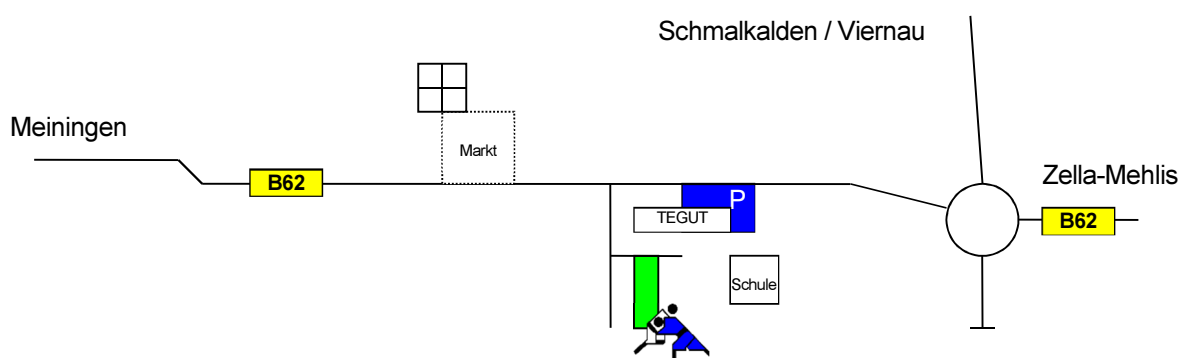 Schmalkalden / Viernau
Meiningen
Markt
B62
Zella-Mehlis
P
TEGUT
B62
Schule